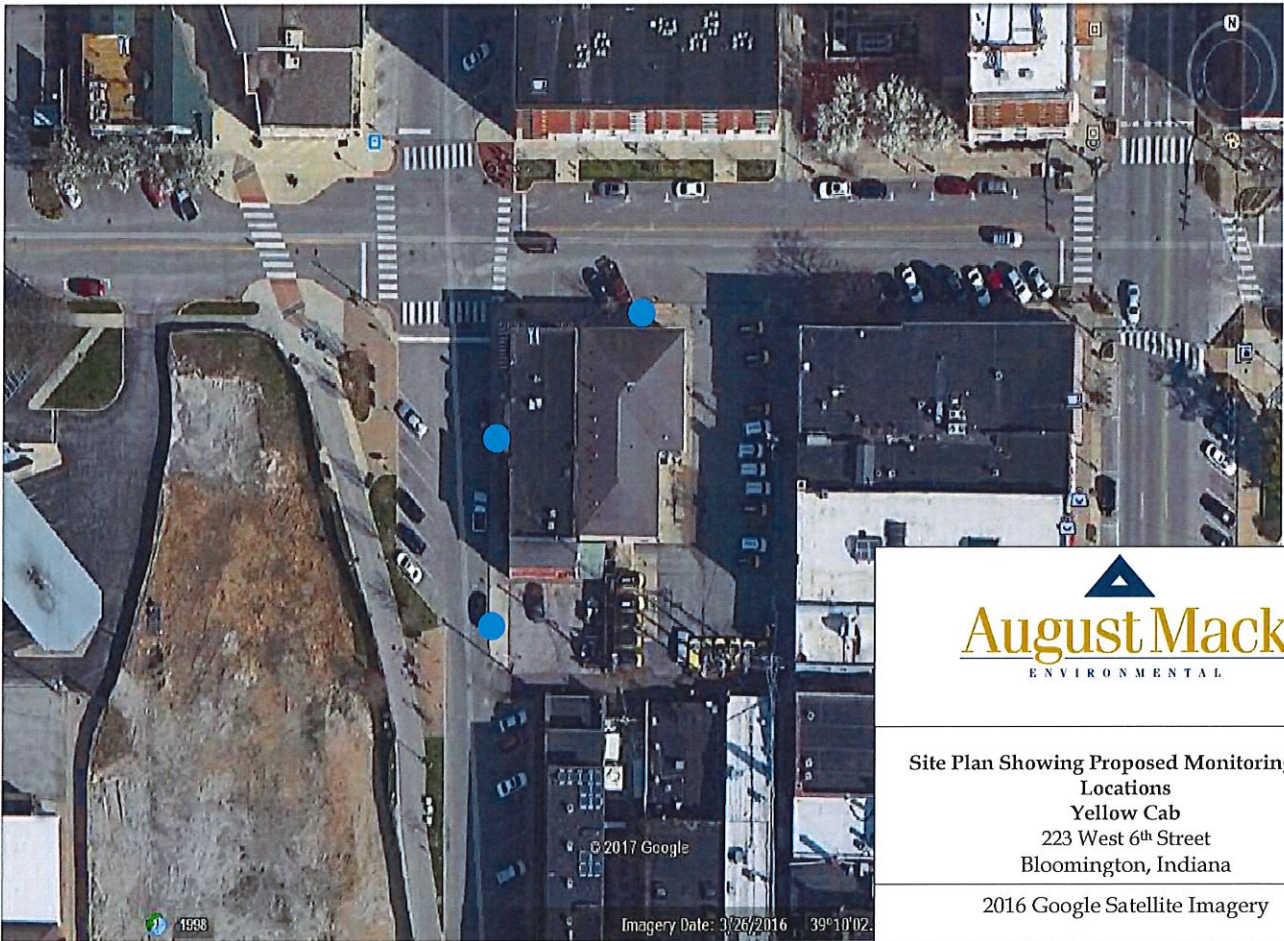 N
August Mack
ENVIRONMENTAL
Site Plan Showing Proposed Monitoring
Locations
Yellow Cab
223 West 6th Street
Bloomington, Indiana
2016 Google Satellite Imagery
© 2017 Google
1998
Imagery Date: 3/26/2016 39°10'02.